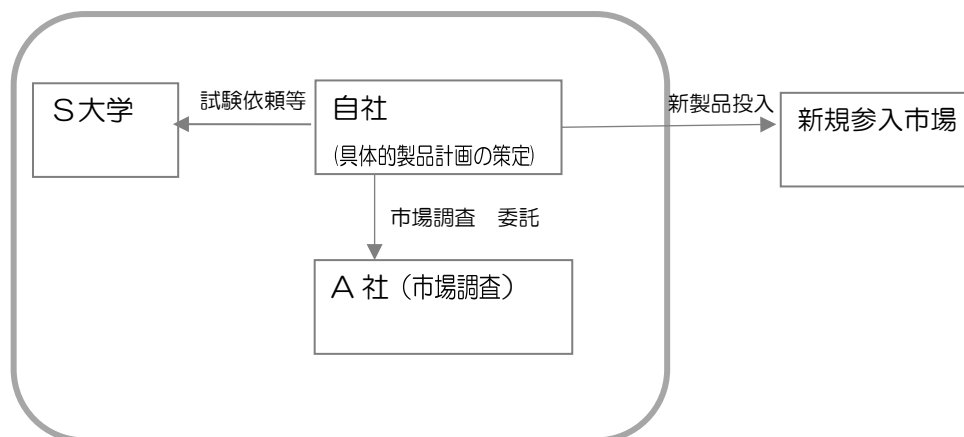 S大学
試験依頼等
自社
(具体的製品計画の策定)
新製品投入
新規参入市場
市場調査　委託
A社（市場調査）